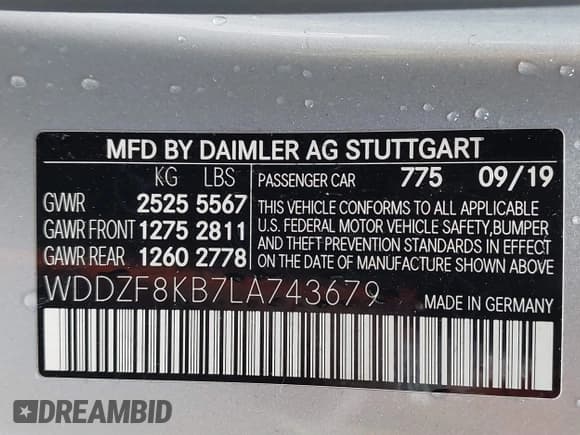 MFD BY DAIMLER AG STUTTGART
KG LBS
GVWR 2525 5567
GAWR FRONT 1275 2811
GAWR REAR 1260 2778
PASSENGER CAR 775 09/19
THIS VEHICLE CONFORMS TO ALL APPLICABLE
U.S. FEDERAL MOTOR VEHICLE SAFETY,BUMPER
AND THEFT PREVENTION STANDARDS IN EFFECT
ON THE DATE OF MANUFACTURE SHOWN ABOVE.
WDDZF8KB7LA743679
MADE IN GERMANY
DREAMBID